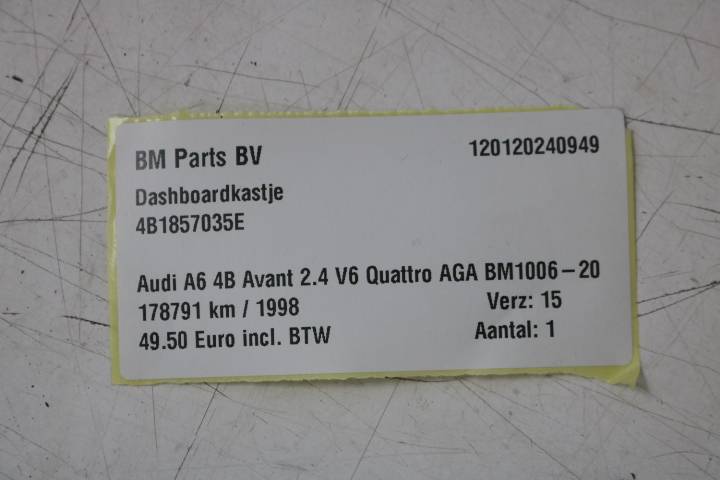 BM Parts BV 120120240949
Dashboardkastje
4B1857035E
Audi A6 4B Avant 2.4 V6 Quattro AGA BM1006-20
178791 km / 1998 Verz: 15
49.50 Euro incl. BTW Aantal: 1